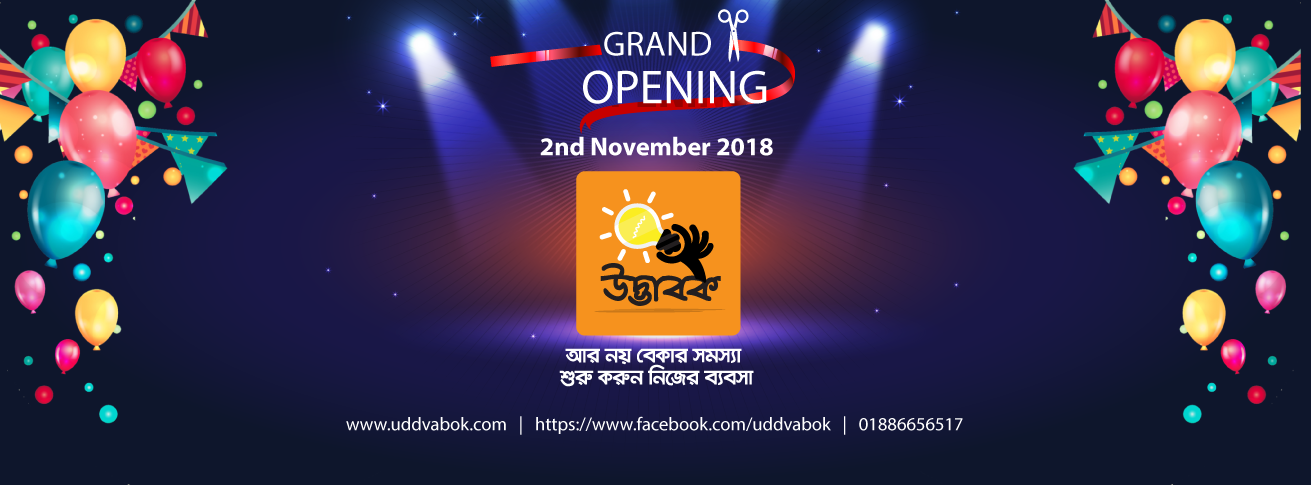 GRAND
OPENING
2nd November 2018
উদ্ভাবক
আর নয় বেকার সমস্যা
শুরু করুন নিজের ব্যবসা
www.uddvabok.com | https://www.facebook.com/uddvabok | 01886656517